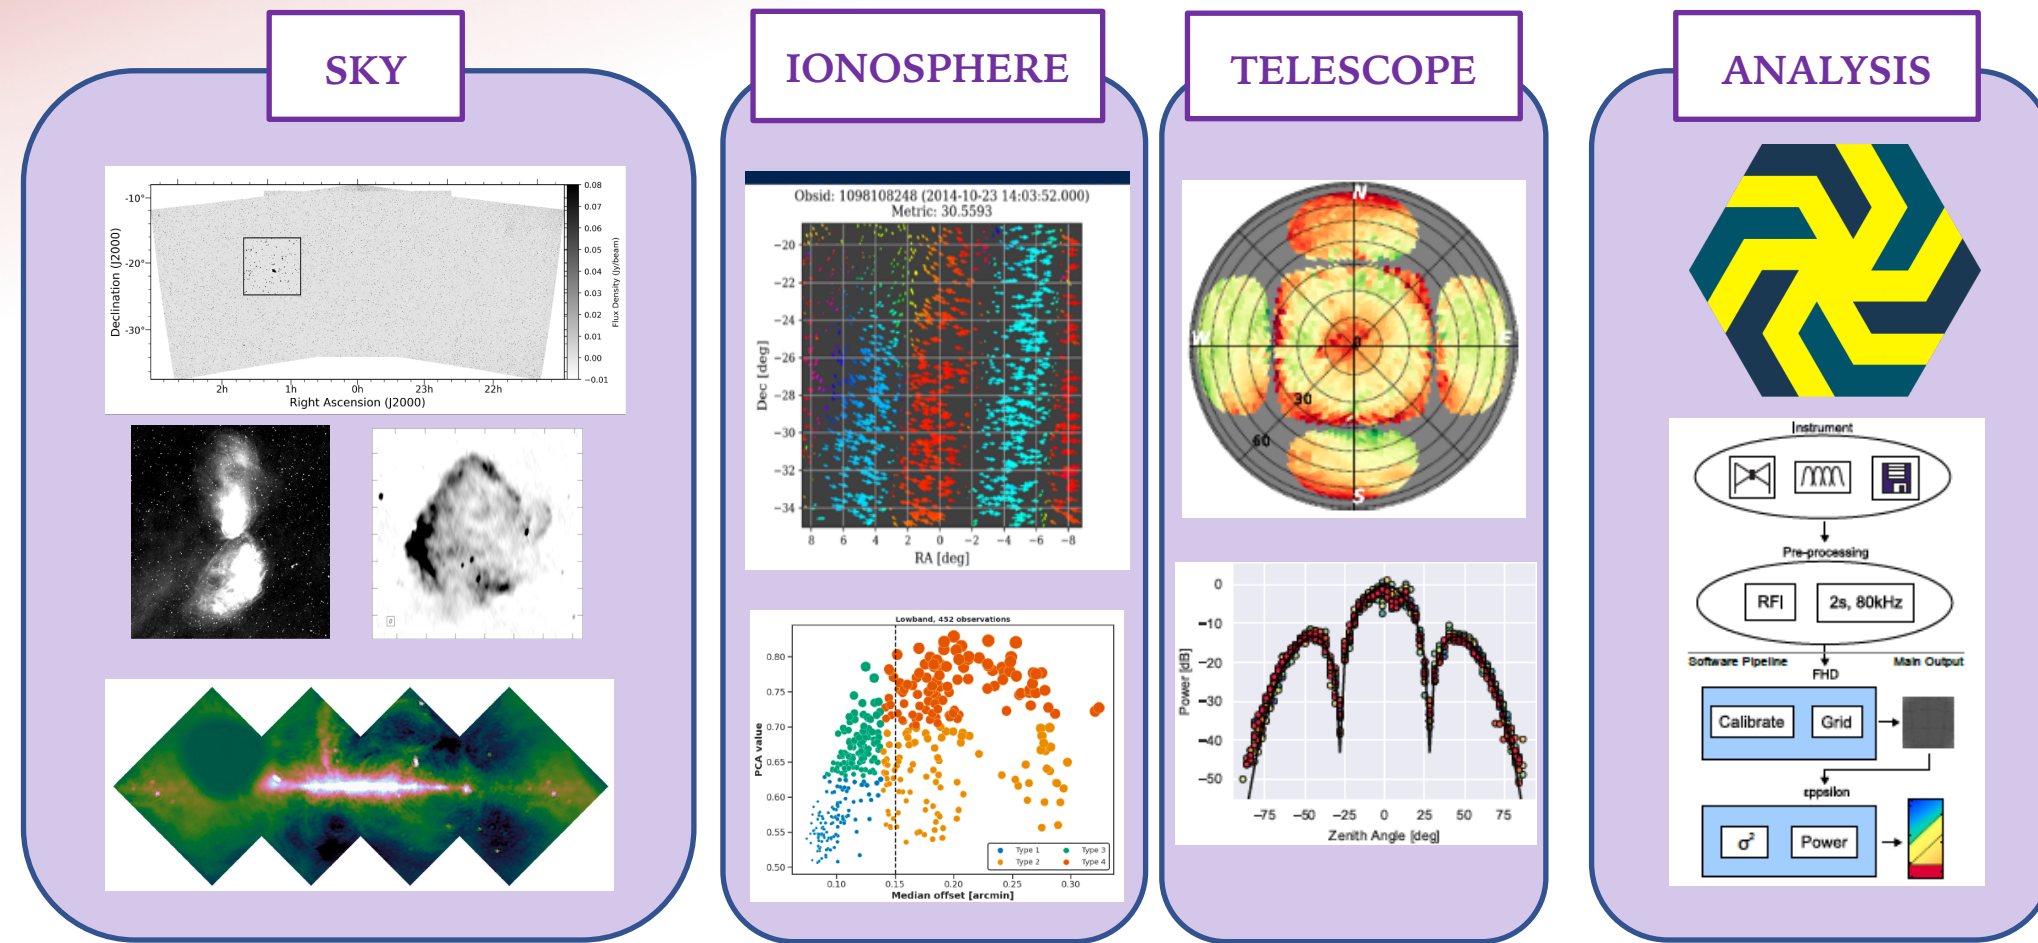 SKY
IONOSPHERE
TELESCOPE
ANALYSIS
-10°
-20°
-30°
Declination (J2000)
2h
1h
0h
23h
22h
Right Ascension (J2000)
0.08
0.07
0.06
0.05
0.04
0.03
0.02
0.01
0.00
−0.01
Flux Density (Jy/beam)
Obsid: 1098108248 (2014-10-23 14:03:52.000)
Metric: 30.5593
−20
−22
−24
−26
−28
−30
−32
−34
Dec [deg]
8
6
4
2
0
−2
−4
−6
−8
RA [deg]
Lowband, 452 observations
0.80
0.75
0.70
0.65
0.60
0.55
0.50
PCA value
Type 1
Type 3
Type 2
Type 4
0.10
0.15
0.20
0.25
0.30
Median offset [arcmin]
N
W
E
S
0
30
60
0
−10
−20
−30
−40
−50
Power [dB]
−75
−50
−25
0
25
50
75
Zenith Angle [deg]
Instrument
Pre-processing
RFI
2s, 80kHz
Software Pipeline
Main Output
FHD
Calibrate
Grid
εppsilon
σ²
Power